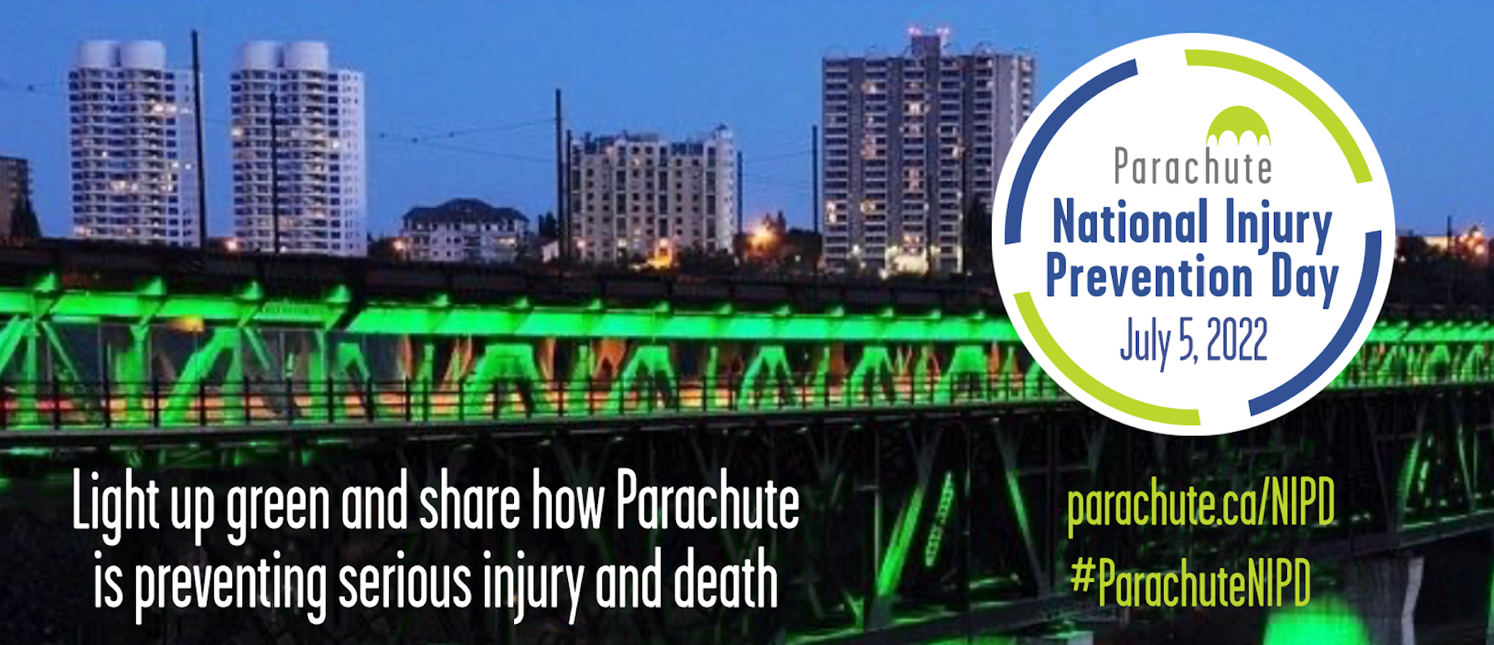 Parachute
National Injury
Prevention Day
July 5, 2022
Light up green and share how Parachute
is preventing serious injury and death
parachute.ca/NIPD
#ParachuteNIPD